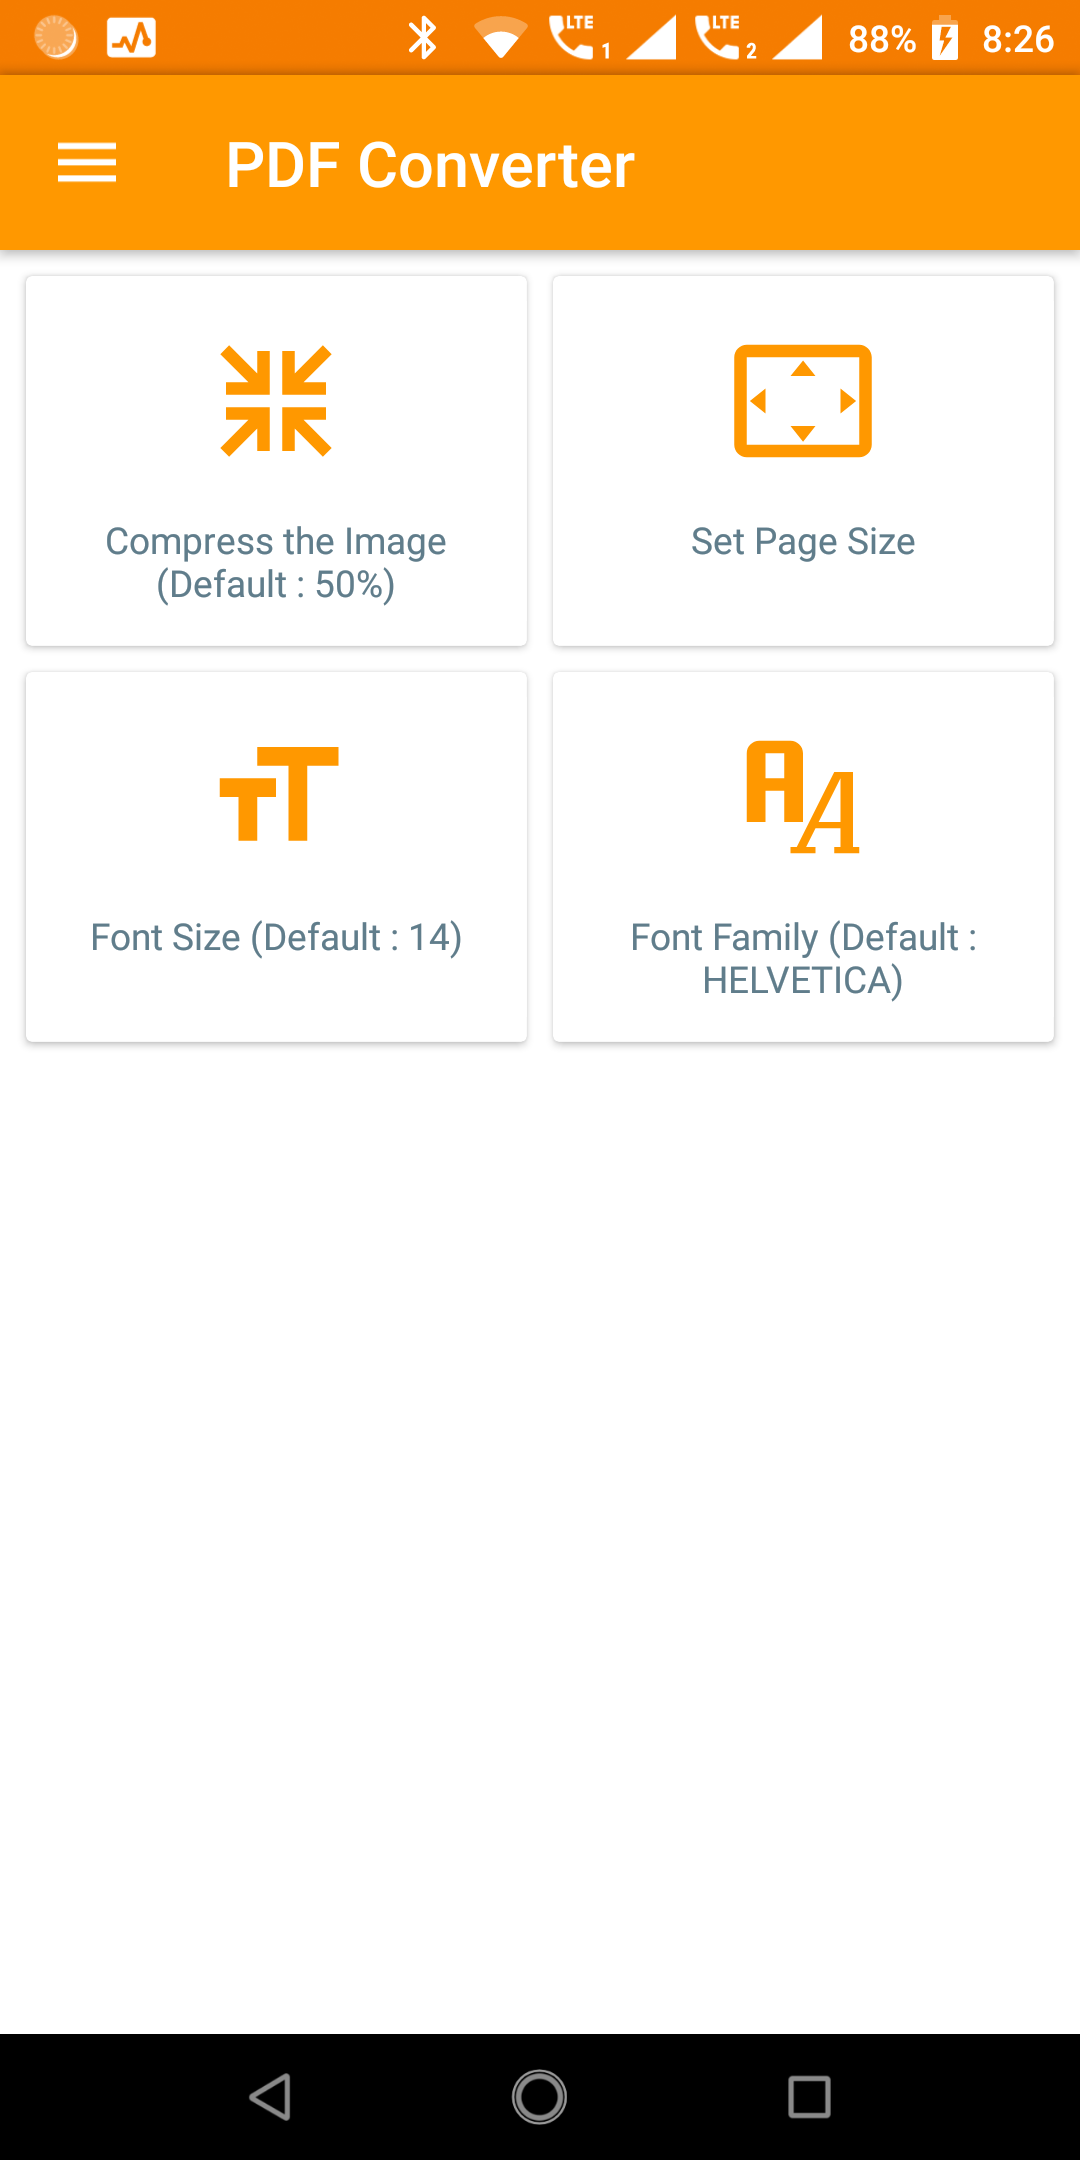 LTE 1 LTE 2 88% 8:26
PDF Converter
Compress the Image
(Default : 50%)
Set Page Size
Font Size (Default : 14)
Font Family (Default :
HELVETICA)